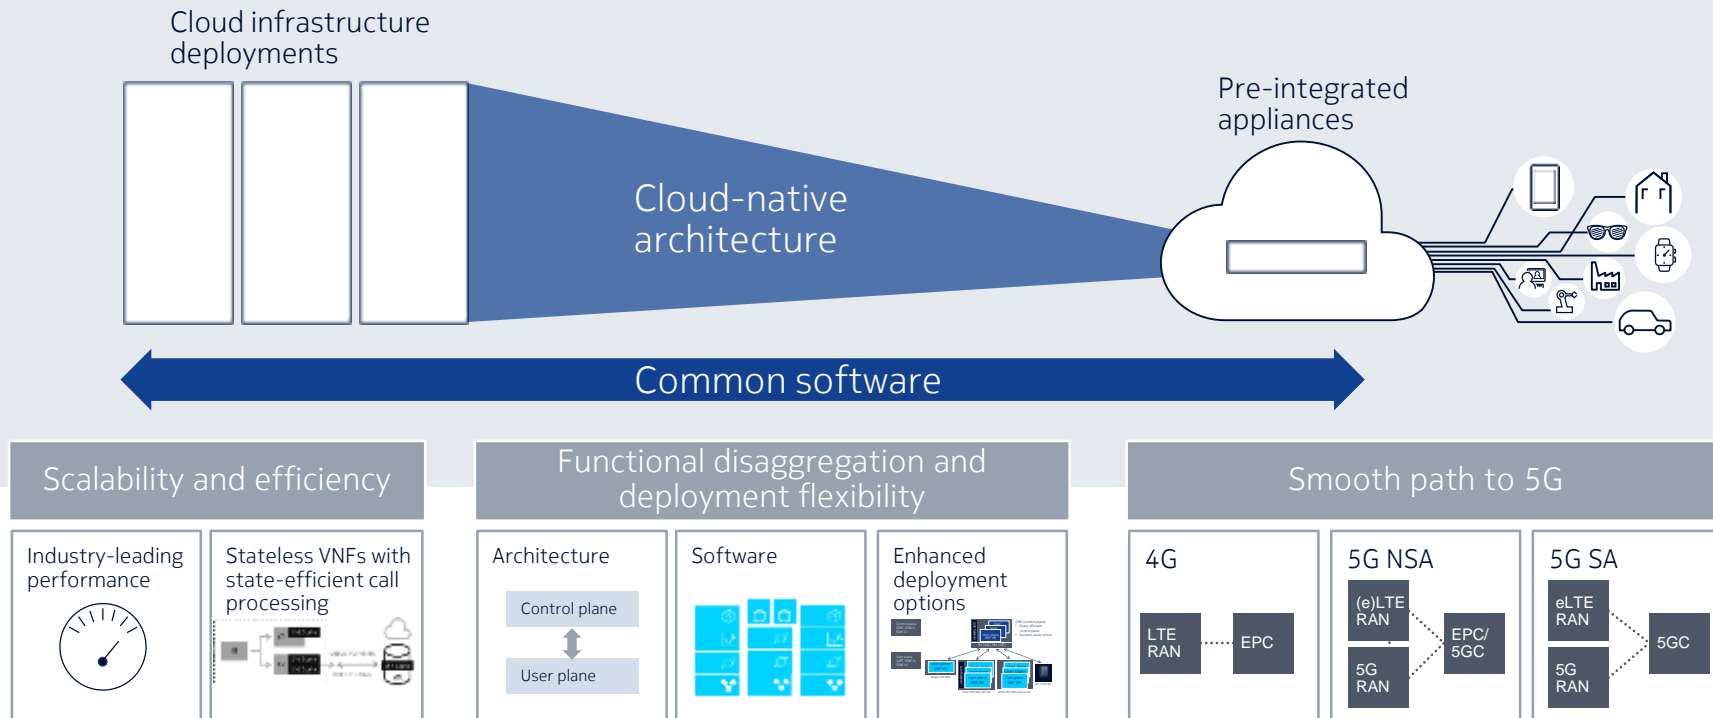 Cloud infrastructure
deployments
Pre-integrated
appliances
Cloud-native
architecture
Common software
Scalability and efficiency
Functional disaggregation and
deployment flexibility
Smooth path to 5G
Industry-leading
performance
Stateless VNFs with
state-efficient call
processing
Architecture
Control plane
User plane
Software
Enhanced
deployment
options
4G
LTE
RAN
EPC
5G NSA
(e)LTE
RAN
5G
RAN
EPC/
5GC
5G SA
eLTE
RAN
5G
RAN
5GC